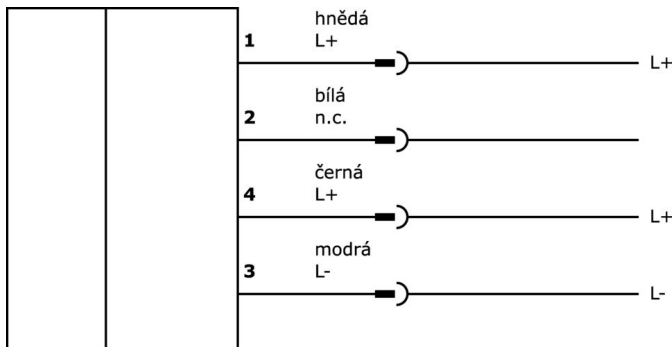 hnědá
1 L+
L+
bílá
2 n.c.
černá
4 L+
L+
modrá
3 L-
L-